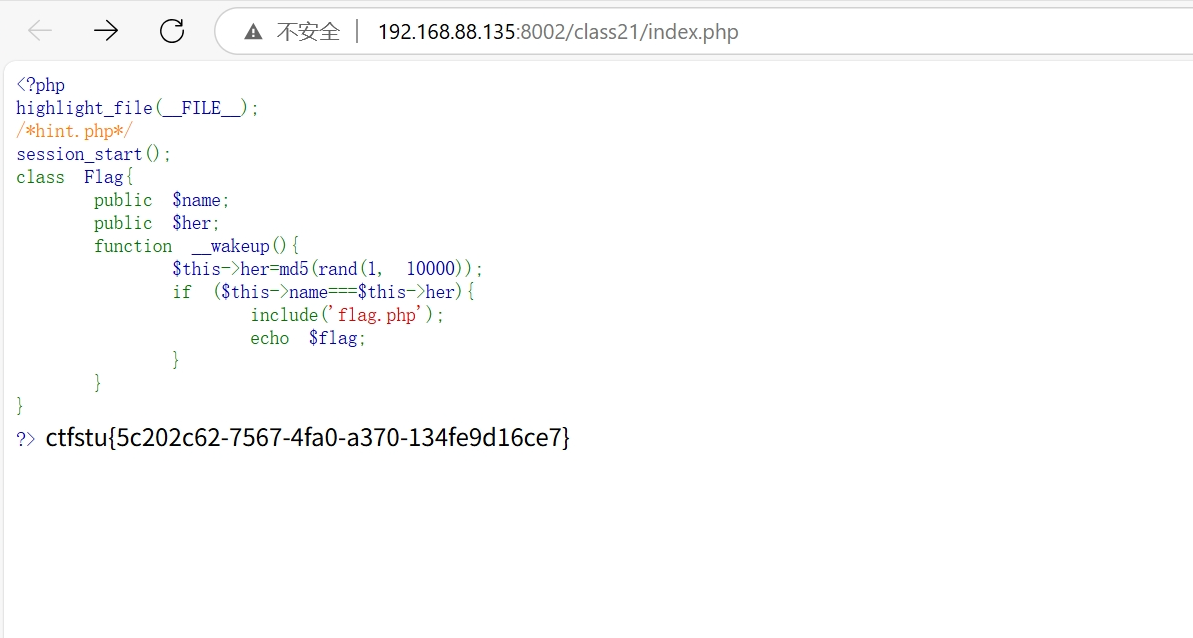 不安全 | 192.168.88.135:8002/class21/index.php
<?php
highlight_file(__FILE__);
/*hint.php*/
session_start();
class Flag{
        public $name;
        public $her;
        function __wakeup(){
                $this->her=md5(rand(1, 10000));
                if ($this->name===$this->her){
                        include('flag.php');
                        echo $flag;
                }
        }
}
?> ctfstu{5c202c62-7567-4fa0-a370-134fe9d16ce7}